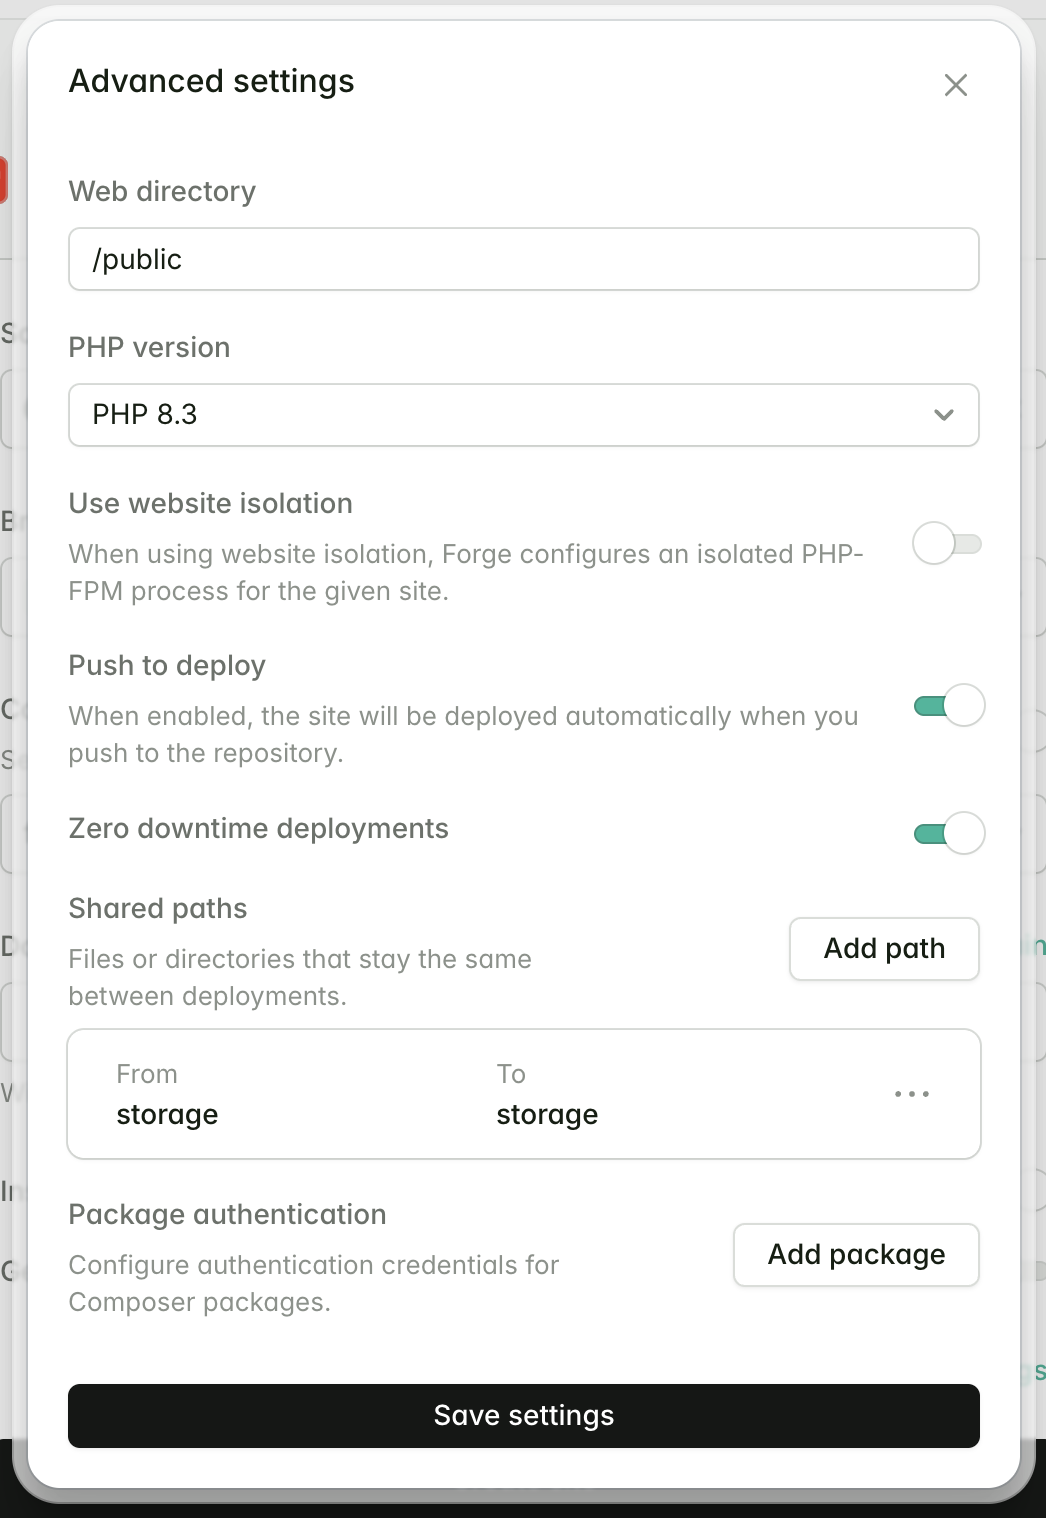 Advanced settings
Web directory
/public
PHP version
PHP 8.3
Use website isolation
When using website isolation, Forge configures an isolated PHP-
FPM process for the given site.
Push to deploy
When enabled, the site will be deployed automatically when you
push to the repository.
Zero downtime deployments
Shared paths
Files or directories that stay the same
between deployments.
Add path
From
storage
To
storage
Package authentication
Configure authentication credentials for
Composer packages.
Add package
Save settings